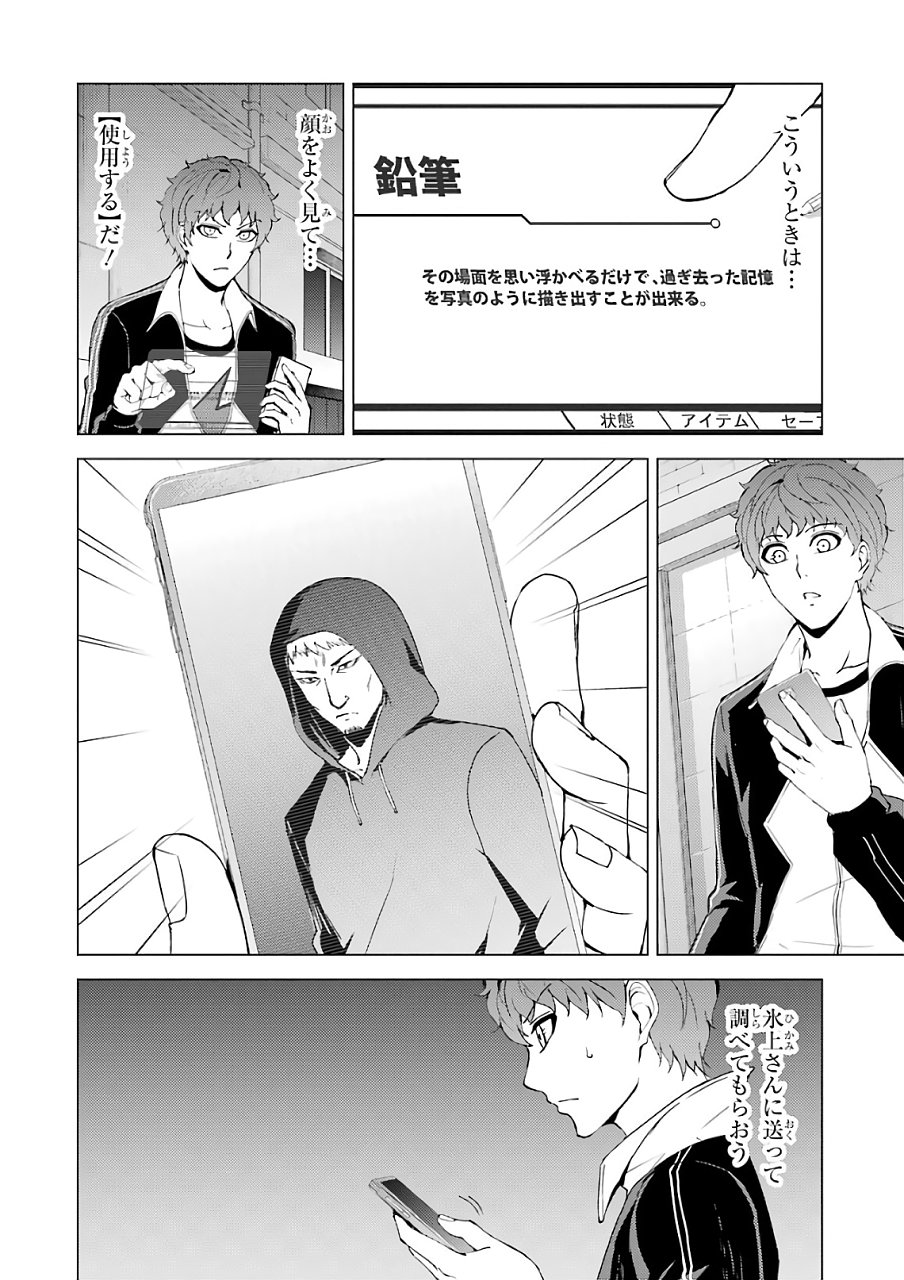 こういうときは…
鉛筆
その場面を思い浮かべるだけで、過ぎ去った記憶
を写真のように描き出すことが出来る。
状態 アイテム セーブ
顔をよく見て…
【使用する】だ！
氷上さんに送って
調べてもらおう